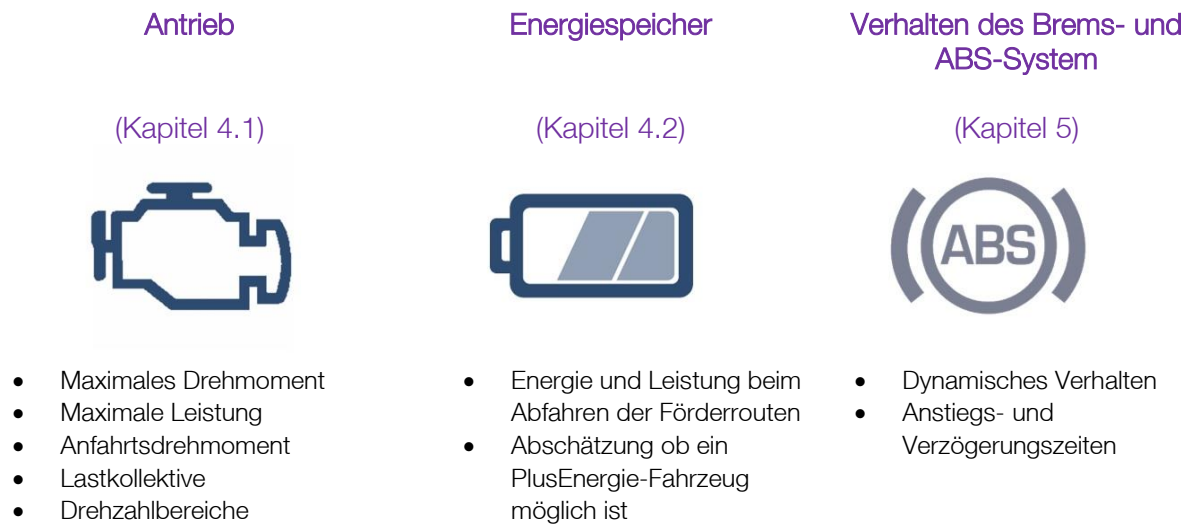 Antrieb
(Kapitel 4.1)
• Maximales Drehmoment
• Maximale Leistung
• Anfahrtsdrehmoment
• Lastkollektive
• Drehzahlbereiche
Energiespeicher
(Kapitel 4.2)
• Energie und Leistung beim
Abfahren der Förderrouten
• Abschätzung ob ein
PlusEnergie-Fahrzeug
möglich ist
Verhalten des Brems- und
ABS-System
(Kapitel 5)
ABS
• Dynamisches Verhalten
• Anstiegs- und
Verzögerungszeiten